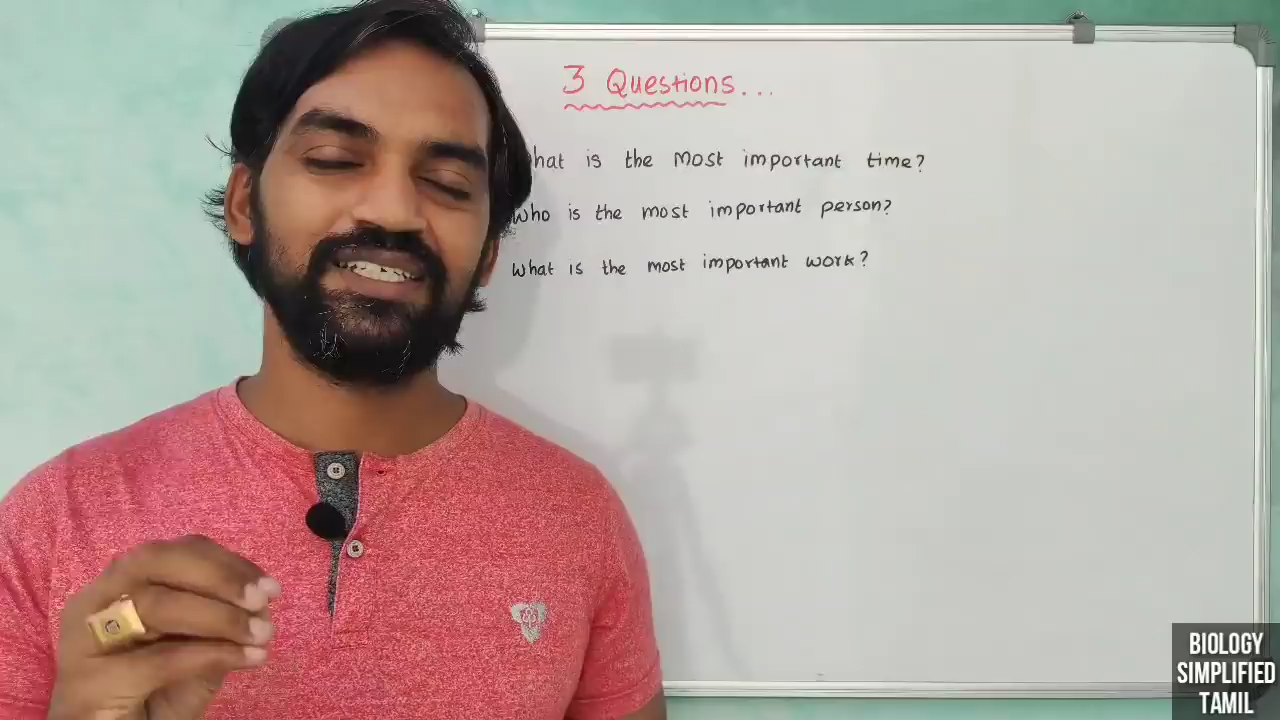 3 Questions...
What is the most important time?
Who is the most important person?
What is the most important work?
BIOLOGY
SIMPLIFIED
TAMIL